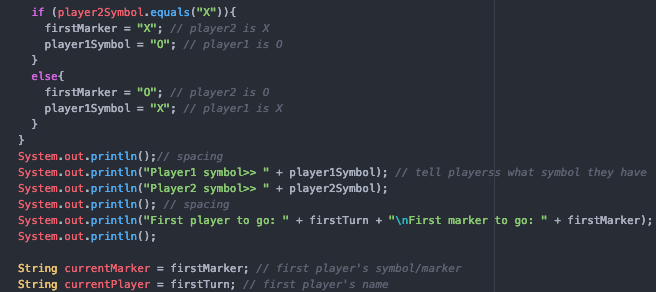 if (player2Symbol.equals("X")){
firstMarker = "X"; // player2 is X
player1Symbol = "O"; // player1 is O
}
else{
firstMarker = "O"; // player2 is O
player1Symbol = "X"; // player1 is X
}
}
System.out.println();// spacing
System.out.println("Player1 symbol>> " + player1Symbol); // tell playerss what symbol they have
System.out.println("Player2 symbol>> " + player2Symbol);
System.out.println(); // spacing
System.out.println("First player to go: " + firstTurn + "\nFirst marker to go: " + firstMarker);
System.out.println();
String currentMarker = firstMarker; // first player's symbol/marker
String currentPlayer = firstTurn; // first player's name